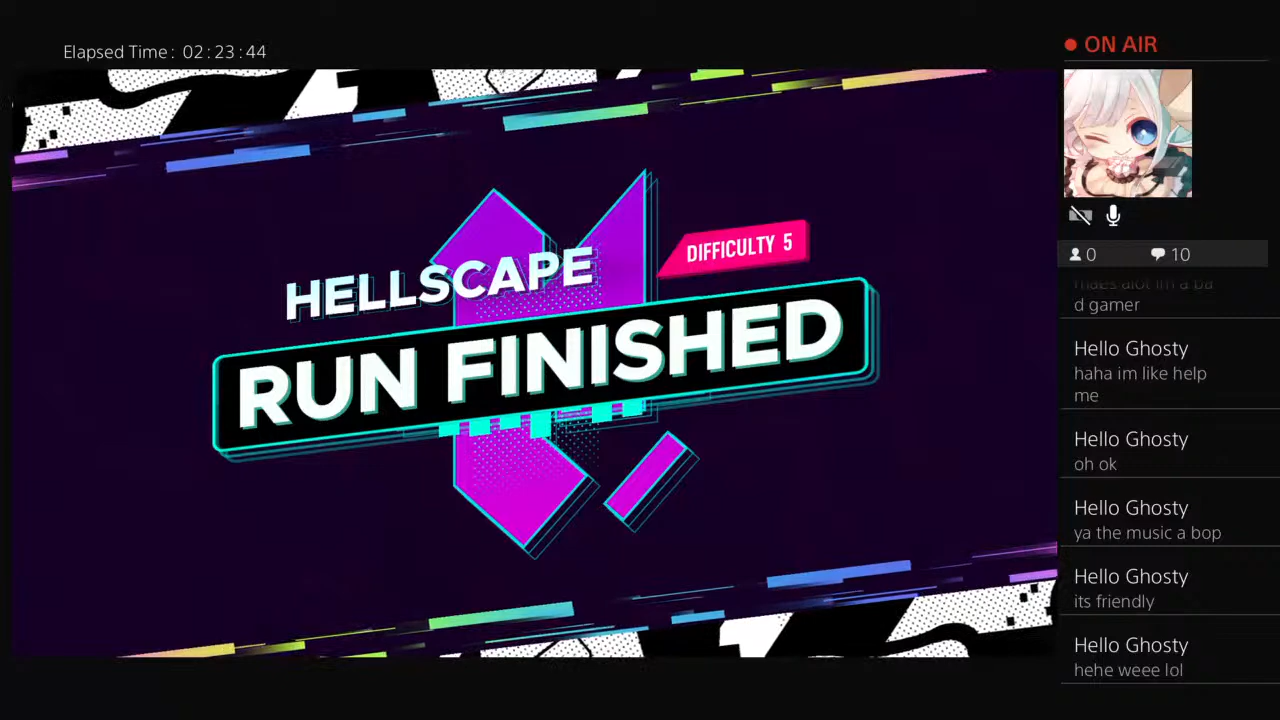 Elapsed Time: 02:23:44
ON AIR
HELLSCAPE
DIFFICULTY 5
RUN FINISHED
0
10
d gamer
Hello Ghosty
haha im like help
me
Hello Ghosty
oh ok
Hello Ghosty
ya the music a bop
Hello Ghosty
its friendly
Hello Ghosty
hehe weee lol